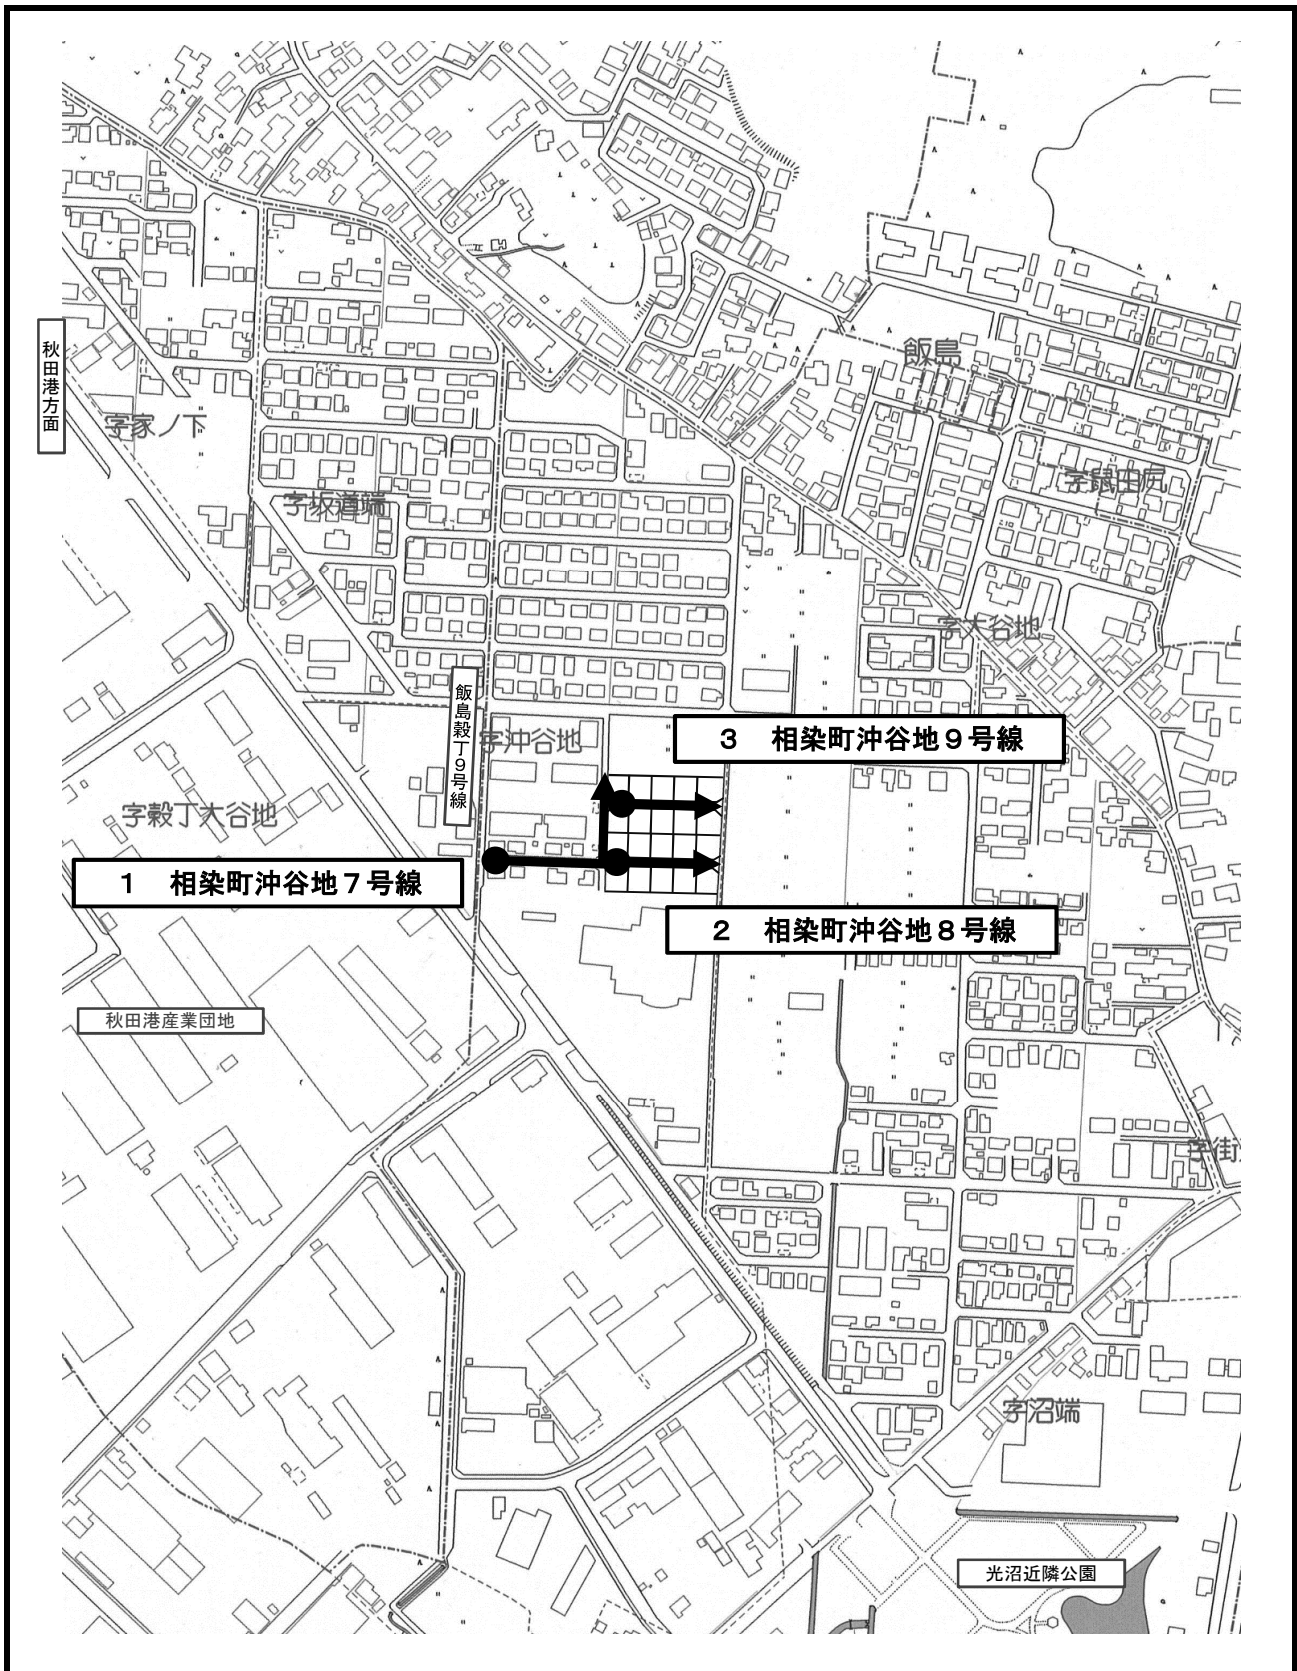 飯島
秋田港方面
字家ノ下
字坂道端
字鼠田尻
字大谷地
飯島穀丁9号線
字沖谷地
3 相染町沖谷地9号線
字穀丁大谷地
1 相染町沖谷地7号線
2 相染町沖谷地8号線
秋田港産業団地
字街
字沼端
光沼近隣公園